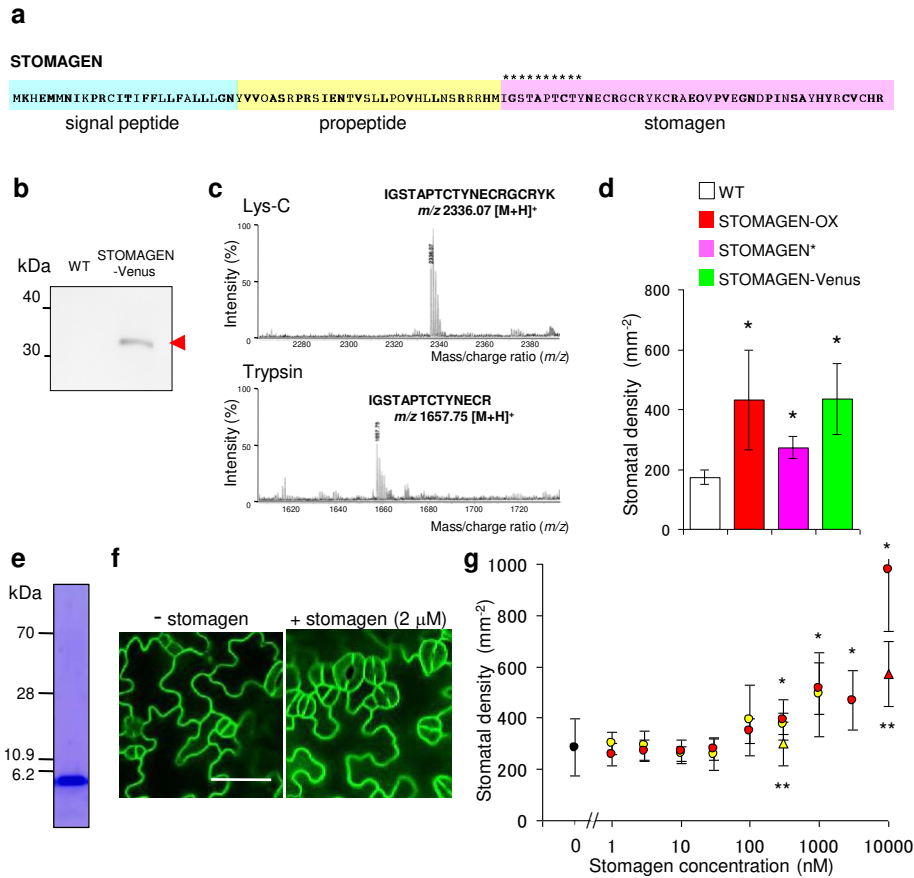 a
STOMAGEN
**********
MKHEMMNIKPRCITIFFLLFALLLGNYVVQASRPRSIENTVSLLPQVHLLNSRRRHMIGSTAPTCTYNECRGCRYKCRAEQVPVEGNDPINSAYHYRCVCHR
signal peptide propeptide stomagen
b
kDa
WT STOMAGEN
-Venus
40
30
c
Lys-C
IGSTAPTCTYNECRGCRYK
m/z 2336.07 [M+H]+
Intensity (%)
100
50
0
2336.07
2280 2300 2320 2340 2360 2380
Mass/charge ratio (m/z)
Trypsin
IGSTAPTCTYNECR
m/z 1657.75 [M+H]+
Intensity (%)
100
50
0
1657.75
1620 1640 1660 1680 1700 1720
Mass/charge ratio (m/z)
d
WT
STOMAGEN-OX
STOMAGEN*
STOMAGEN-Venus
Stomatal density (mm-2)
800
600
400
200
0
* * *
e
kDa
70
28
10.9
6.2
f
- stomagen + stomagen (2 μM)
g
Stomatal density (mm-2)
1000
800
600
400
200
0
* * * *
** **
0 1 10 100 1000 10000
Stomagen concentration (nM)